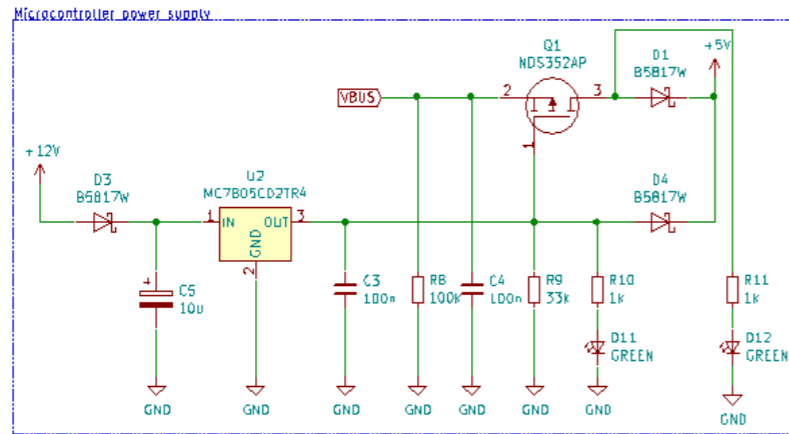 Microcontroller power supply
Q1
NDS352AP
D1
B5817W
+5V
VBUS
2
3
1
+12V
D3
B5817W
U2
MC7805CD2TR4
1
IN
OUT
3
GND
2
D4
B5817W
C5
10u
C3
100n
R8
100k
C4
100n
R9
33k
R10
1k
R11
1k
D11
GREEN
D12
GREEN
GND
GND
GND
GND
GND
GND
GND
GND